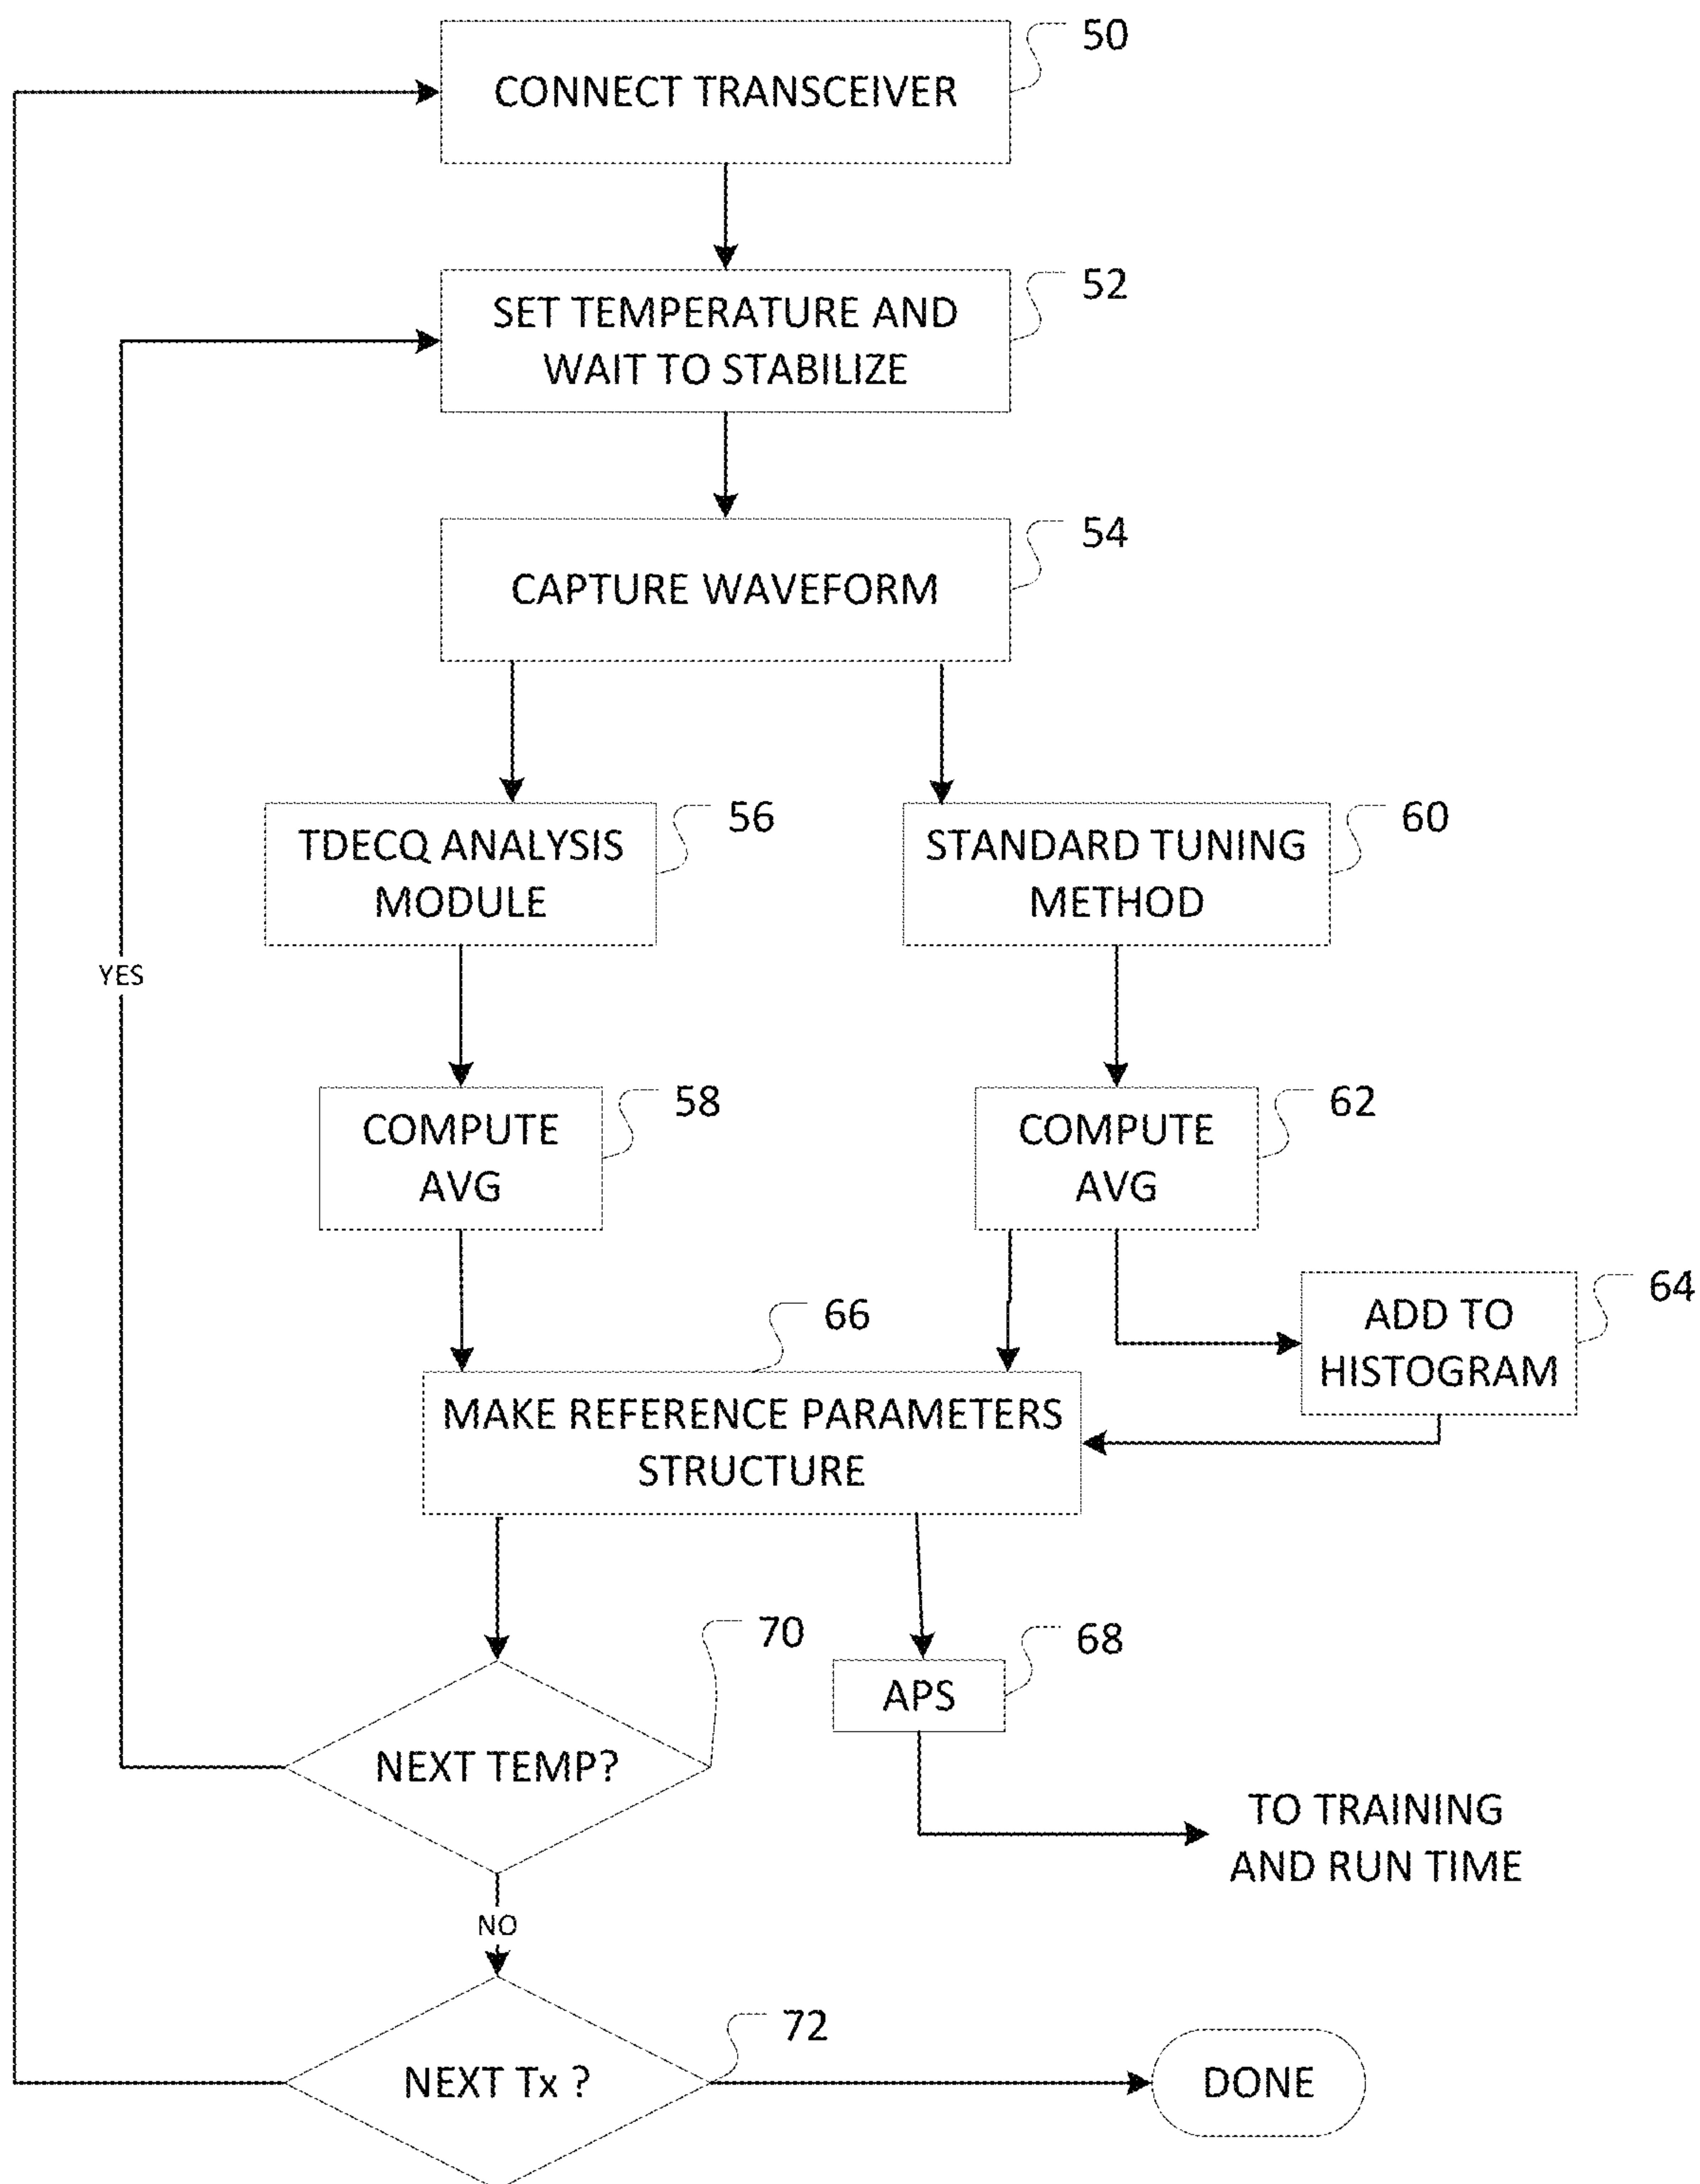 50
CONNECT TRANSCEIVER
52
SET TEMPERATURE AND
WAIT TO STABILIZE
54
CAPTURE WAVEFORM
56
TDECQ ANALYSIS
MODULE
60
STANDARD TUNING
METHOD
YES
58
COMPUTE
AVG
62
COMPUTE
AVG
64
ADD TO
HISTOGRAM
66
MAKE REFERENCE PARAMETERS
STRUCTURE
70
NEXT TEMP?
68
APS
TO TRAINING
AND RUN TIME
NO
72
NEXT Tx ?
DONE